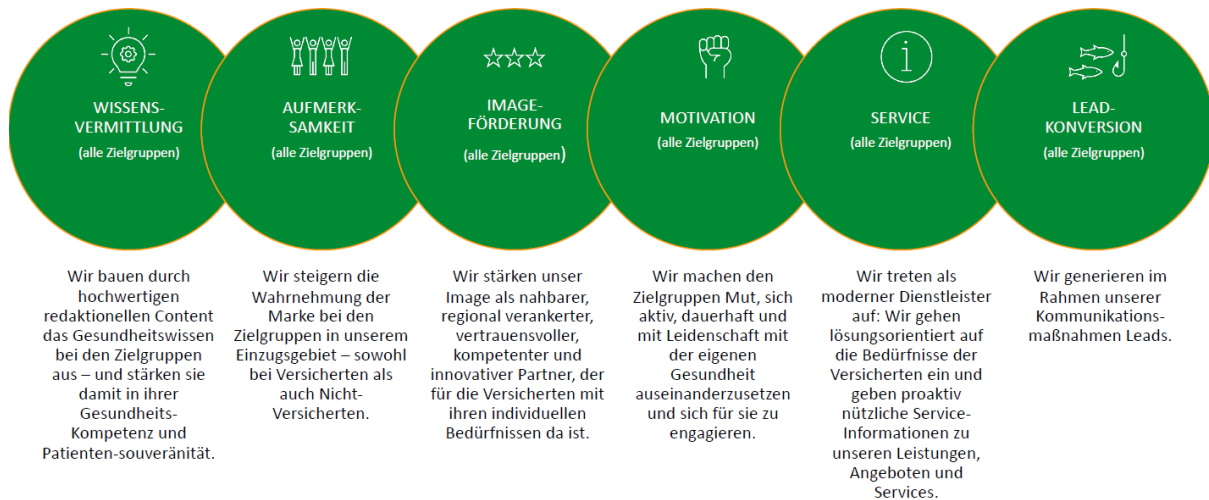 WISSENS-
VERMITTLUNG
(alle Zielgruppen)
AUFMERK-
SAMKEIT
(alle Zielgruppen)
IMAGE-
FÖRDERUNG
(alle Zielgruppen)
MOTIVATION
(alle Zielgruppen)
SERVICE
(alle Zielgruppen)
LEAD-
KONVERSION
(alle Zielgruppen)
Wir bauen durch
hochwertigen
redaktionellen Content
das Gesundheitswissen
bei den Zielgruppen
aus – und stärken sie
damit in ihrer
Gesundheits-
Kompetenz und
Patienten-souveränität.
Wir steigern die
Wahrnehmung der
Marke bei den
Zielgruppen in unserem
Einzugsgebiet – sowohl
bei Versicherten als
auch Nicht-
Versicherten.
Wir stärken unser
Image als nahbarer,
regional verankerter,
vertrauensvoller,
kompetenter und
innovativer Partner, der
für die Versicherten mit
ihren individuellen
Bedürfnissen da ist.
Wir machen den
Zielgruppen Mut, sich
aktiv, dauerhaft und
mit Leidenschaft mit
der eigenen
Gesundheit
auseinanderzusetzen
und sich für sie zu
engagieren.
Wir treten als
moderner Dienstleister
auf: Wir gehen
lösungsorientiert auf
die Bedürfnisse der
Versicherten ein und
geben proaktiv
nützliche Service-
Informationen zu
unseren Leistungen,
Angeboten und
Services.
Wir generieren im
Rahmen unserer
Kommunikations-
maßnahmen Leads.